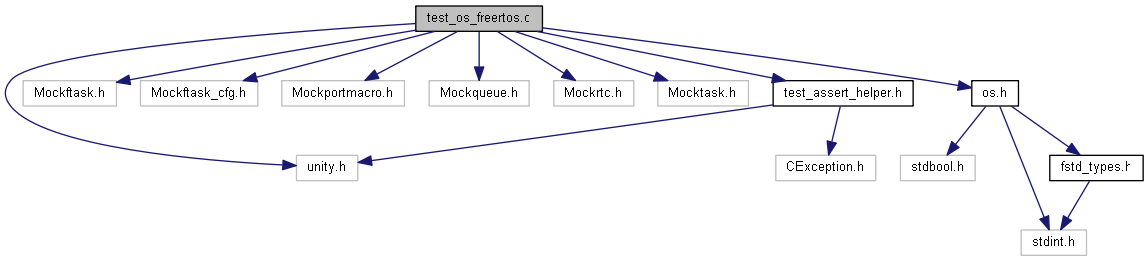 test_os_freertos.c
Mockftask.h
Mockftask_cfg.h
Mockportmacro.h
Mockqueue.h
Mockrtc.h
Mocktask.h
test_assert_helper.h
os.h
unity.h
CException.h
stdbool.h
fstd_types.h
stdint.h